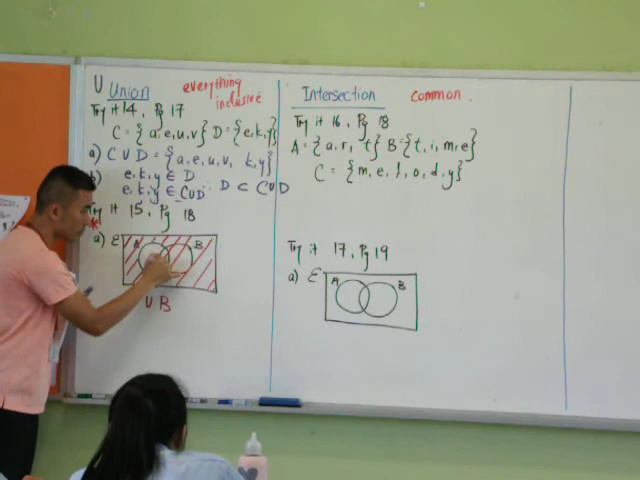 U Union everything
inclusive
Try it 14, Pg 17
C = {a, e, u, v} D = {e, k, y}
a) C ∪ D = {a, e, u, v, k, y}
b) e, k, y ∈ D
e, k, y ∈ C∪D ∴ D ⊂ C∪D
Try it 15, Pg 18
a) ℰ A B
∪ B
Intersection common.
Try it 16, Pg 18
A = {a, r, t} B = {t, i, m, e}
C = {m, e, l, o, d, y}
Try it 17, Pg 19
a) ℰ A B